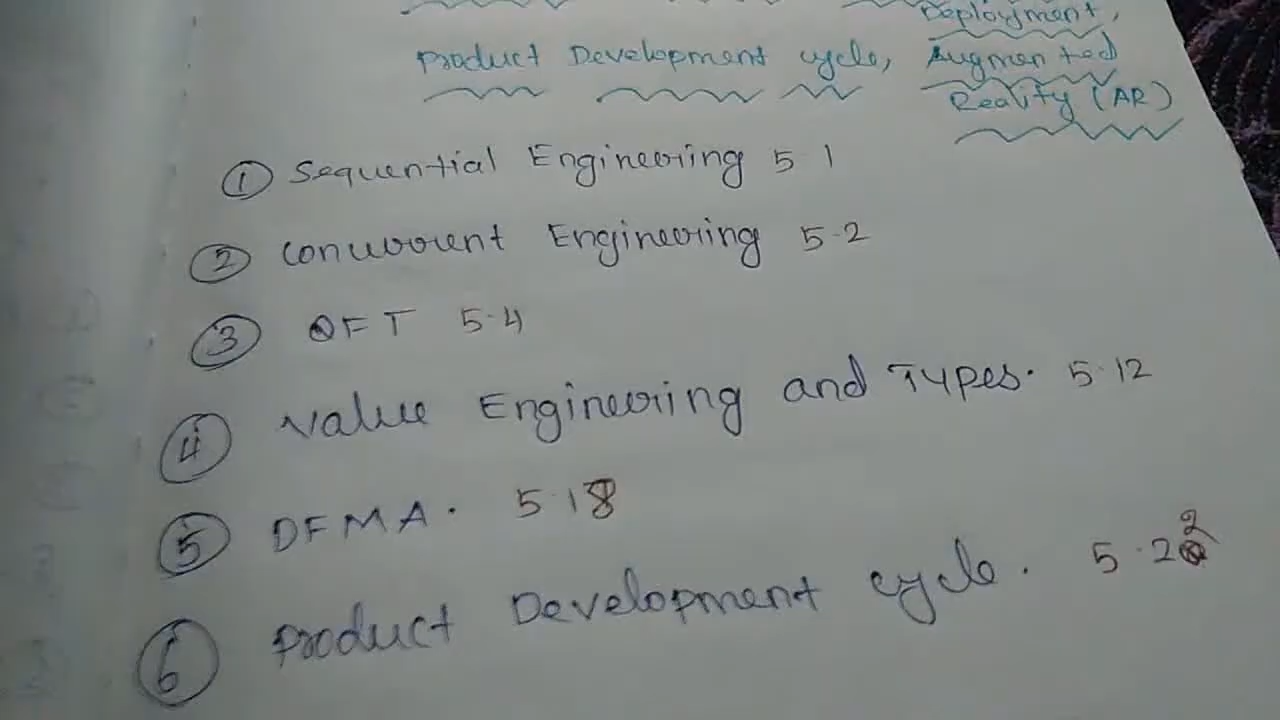 Deployment,
Product Development cycle, Augmented
Reality (AR)
① Sequential Engineering 5.1
② Concurrent Engineering 5.2
③ QFT 5.4
④ Value Engineering and Types. 5.12
⑤ DFMA. 5.18
⑥ Product Development cycle. 5.22